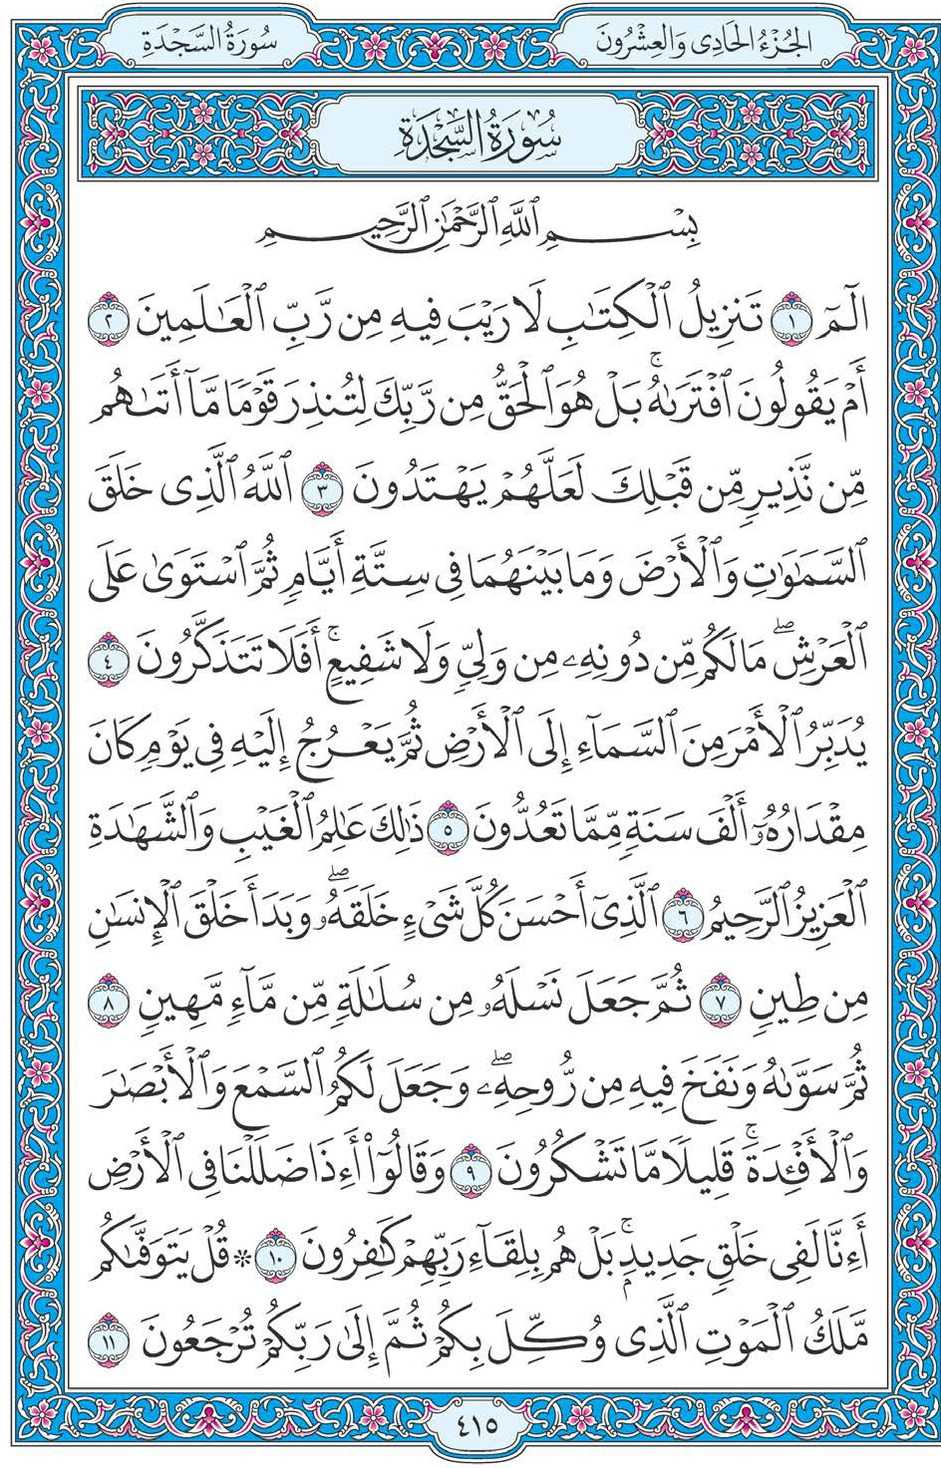 الجُزْءُ الحَادِى وَالعِشْرُونَ
سُورَةُ السَّجْدَةِ
سُورَةُ السَّجْدَةِ
بِسْمِ ٱللَّهِ ٱلرَّحْمَٰنِ ٱلرَّحِيمِ
الٓمٓ ١ تَنزِيلُ ٱلْكِتَٰبِ لَا رَيْبَ فِيهِ مِن رَّبِّ ٱلْعَٰلَمِينَ ٢
أَمْ يَقُولُونَ ٱفْتَرَىٰهُۚ بَلْ هُوَ ٱلْحَقُّ مِن رَّبِّكَ لِتُنذِرَ قَوْمًا مَّآ أَتَىٰهُم
مِّن نَّذِيرٍ مِّن قَبْلِكَ لَعَلَّهُمْ يَهْتَدُونَ ٣ ٱللَّهُ ٱلَّذِى خَلَقَ
ٱلسَّمَٰوَٰتِ وَٱلْأَرْضَ وَمَا بَيْنَهُمَا فِى سِتَّةِ أَيَّامٍ ثُمَّ ٱسْتَوَىٰ عَلَى
ٱلْعَرْشِۖ مَا لَكُم مِّن دُونِهِۦ مِن وَلِىٍّ وَلَا شَفِيعٍۚ أَفَلَا تَتَذَكَّرُونَ ٤
يُدَبِّرُ ٱلْأَمْرَ مِنَ ٱلسَّمَآءِ إِلَى ٱلْأَرْضِ ثُمَّ يَعْرُجُ إِلَيْهِ فِى يَوْمٍ كَانَ
مِقْدَارُهُۥٓ أَلْفَ سَنَةٍ مِّمَّا تَعُدُّونَ ٥ ذَٰلِكَ عَٰلِمُ ٱلْغَيْبِ وَٱلشَّهَٰدَةِ
ٱلْعَزِيزُ ٱلرَّحِيمُ ٦ ٱلَّذِىٓ أَحْسَنَ كُلَّ شَىْءٍ خَلَقَهُۥۖ وَبَدَأَ خَلْقَ ٱلْإِنسَٰنِ
مِن طِينٍ ٧ ثُمَّ جَعَلَ نَسْلَهُۥ مِن سُلَٰلَةٍ مِّن مَّآءٍ مَّهِينٍ ٨
ثُمَّ سَوَّىٰهُ وَنَفَخَ فِيهِ مِن رُّوحِهِۦۖ وَجَعَلَ لَكُمُ ٱلسَّمْعَ وَٱلْأَبْصَٰرَ
وَٱلْأَفْـِٔدَةَۚ قَلِيلًا مَّا تَشْكُرُونَ ٩ وَقَالُوٓا۟ أَءِذَا ضَلَلْنَا فِى ٱلْأَرْضِ
أَءِنَّا لَفِى خَلْقٍ جَدِيدٍۭۚ بَلْ هُم بِلِقَآءِ رَبِّهِمْ كَٰفِرُونَ ١٠ * قُلْ يَتَوَفَّىٰكُم
مَّلَكُ ٱلْمَوْتِ ٱلَّذِى وُكِّلَ بِكُمْ ثُمَّ إِلَىٰ رَبِّكُمْ تُرْجَعُونَ ١١
٤١٥